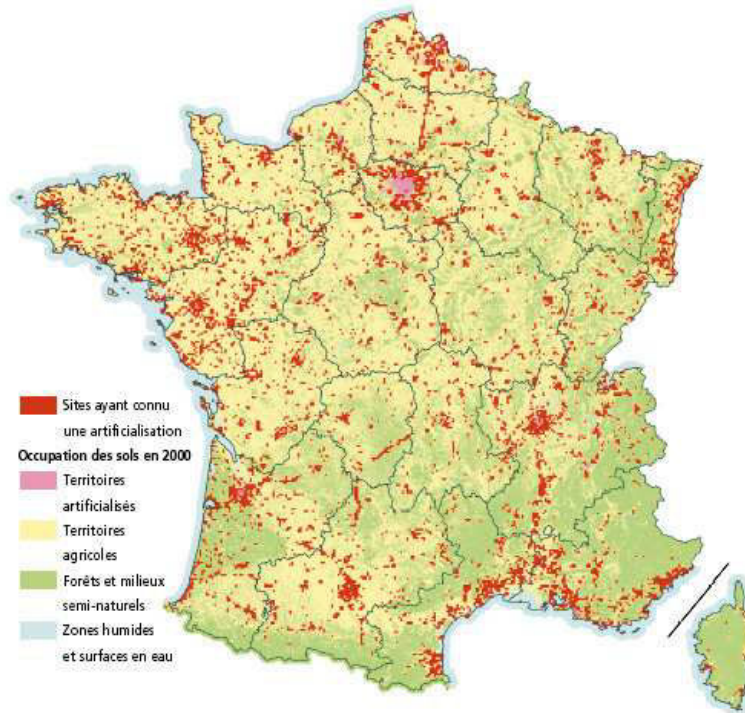 Sites ayant connu
une artificialisation
Occupation des sols en 2000
Territoires
artificialisés
Territoires
agricoles
Forêts et milieux
semi-naturels
Zones humides
et surfaces en eau